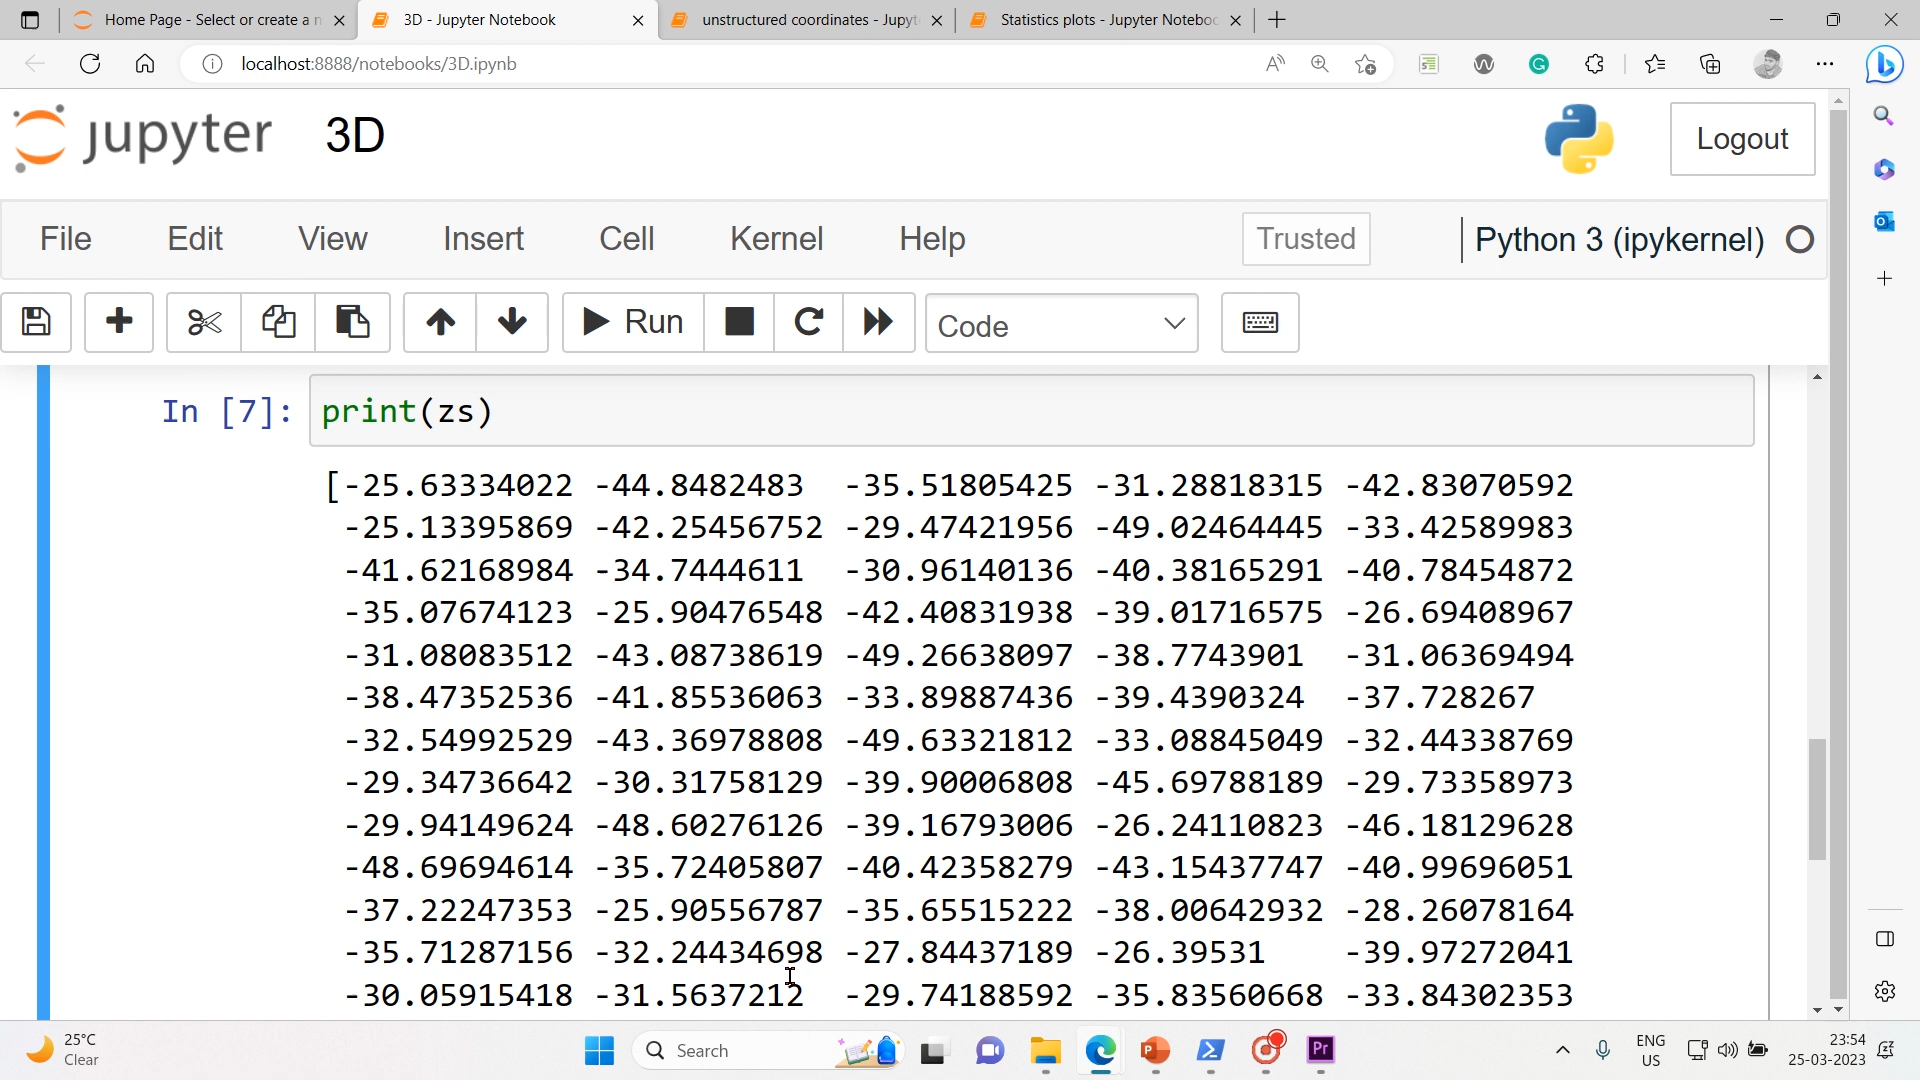 Home Page - Select or create a n
3D - Jupyter Notebook
unstructured coordinates - Jupyt
Statistics plots - Jupyter Noteboo
localhost:8888/notebooks/3D.ipynb
jupyter 3D
Logout
File Edit View Insert Cell Kernel Help Trusted Python 3 (ipykernel)
Run Code
In [7]: print(zs)
[-25.63334022 -44.8482483 -35.51805425 -31.28818315 -42.83070592
-25.13395869 -42.25456752 -29.47421956 -49.02464445 -33.42589983
-41.62168984 -34.7444611 -30.96140136 -40.38165291 -40.78454872
-35.07674123 -25.90476548 -42.40831938 -39.01716575 -26.69408967
-31.08083512 -43.08738619 -49.26638097 -38.7743901 -31.06369494
-38.47352536 -41.85536063 -33.89887436 -39.4390324 -37.728267
-32.54992529 -43.36978808 -49.63321812 -33.08845049 -32.44338769
-29.34736642 -30.31758129 -39.90006808 -45.69788189 -29.73358973
-29.94149624 -48.60276126 -39.16793006 -26.24110823 -46.18129628
-48.69694614 -35.72405807 -40.42358279 -43.15437747 -40.99696051
-37.22247353 -25.90556787 -35.65515222 -38.00642932 -28.26078164
-35.71287156 -32.24434698 -27.84437189 -26.39531 -39.97272041
-30.05915418 -31.5637212 -29.74188592 -35.83560668 -33.84302353
25°C
Clear
Search
Pr
ENG
US
23:54
25-03-2023